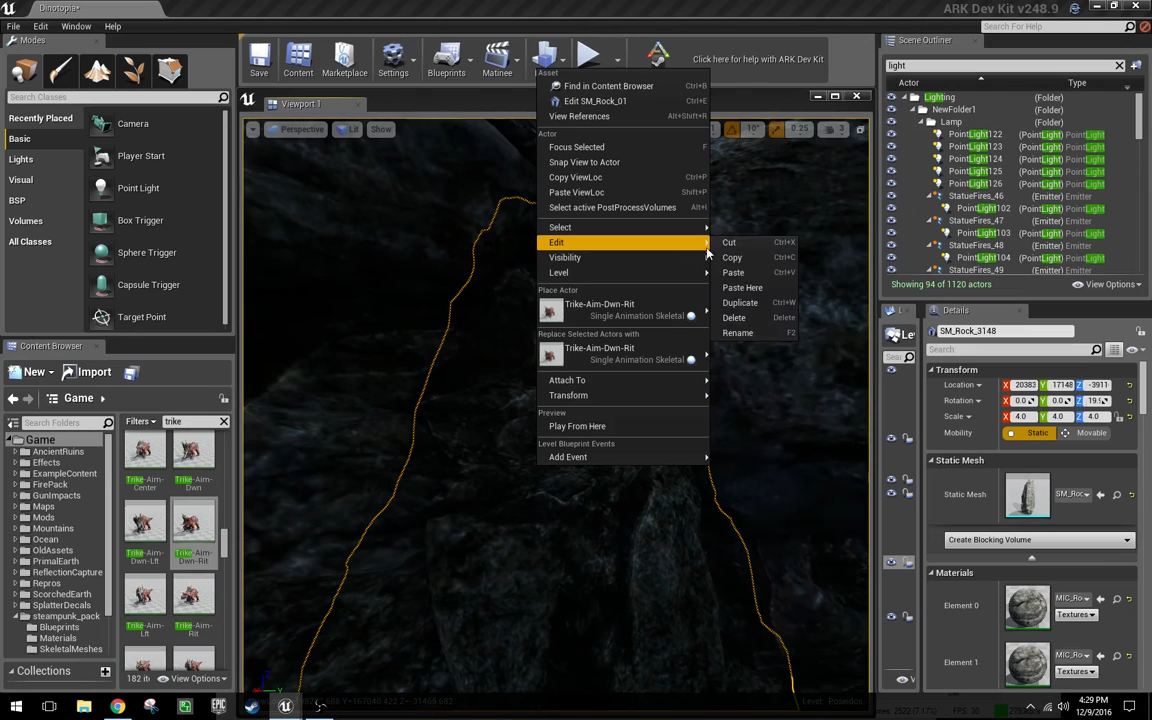 Dinotopia*
ARK Dev Kit v248.9
File Edit Window Help
Search For Help
Modes
Save Content Marketplace Settings Blueprints Matinee
Click here for help with ARK Dev Kit
Scene Outliner
light
Search Classes
Actor Type
Recently Placed
Basic
Lights
Visual
BSP
Volumes
All Classes
Camera
Player Start
Point Light
Box Trigger
Sphere Trigger
Capsule Trigger
Target Point
Viewport 1
Perspective Lit Show
10° 0.25 3
Asset
Find in Content Browser Ctrl+B
Edit SM_Rock_01 Ctrl+E
View References Alt+Shift+R
Actor
Focus Selected F
Snap View to Actor
Copy ViewLoc Ctrl+P
Paste ViewLoc Shift+P
Select active PostProcessVolumes Alt+I
Select
Edit
Visibility
Level
Place Actor
Trike-Aim-Dwn-Rit
Single Animation Skeletal
Replace Selected Actors with
Trike-Aim-Dwn-Rit
Single Animation Skeletal
Attach To
Transform
Preview
Play From Here
Level Blueprint Events
Add Event
Cut Ctrl+X
Copy Ctrl+C
Paste Ctrl+V
Paste Here
Duplicate Ctrl+W
Delete Delete
Rename F2
Lighting (Folder)
NewFolder1 (Folder)
Lamp (Folder)
PointLight122 (PointLight) PointLight
PointLight123 (PointLight) PointLight
PointLight124 (PointLight) PointLight
PointLight125 (PointLight) PointLight
PointLight126 (PointLight) PointLight
StatueFires_46 (Emitter)
PointLight102 (PointLight) PointLight
StatueFires_47 (Emitter)
PointLight103 (PointLight) PointLight
StatueFires_48 (Emitter)
PointLight104 (PointLight) PointLight
StatueFires_49 (Emitter)
Showing 94 of 1120 actors View Options
Details
SM_Rock_3148
Search
Transform
Location X 20383 Y 17148 Z -3911
Rotation X 0.0 Y 0.0 Z 19.9
Scale X 4.0 Y 4.0 Z 4.0
Mobility Static Movable
Static Mesh
Static Mesh SM_Roc
Create Blocking Volume
Materials
Element 0 MIC_Ro
Textures
Element 1 MIC_Ro
Textures
Content Browser
New Import
Game
Search Folders
Filters trike
Game
AncientRuins
Effects
ExampleContent
FirePack
GunImpacts
Maps
Mods
Mountains
Ocean
OldAssets
PrimalEarth
ReflectionCapture
Repros
ScorchedEarth
SplatterDecals
steampunk_pack
Blueprints
Materials
SkeletalMeshes
Collections
Trike-Aim-Center
Trike-Aim-Dwn
Trike-Aim-Dwn-Lft
Trike-Aim-Dwn-Rit
Trike-Aim-Lft
Trike-Aim-Rit
182 it View Options
4:29 PM
12/9/2016